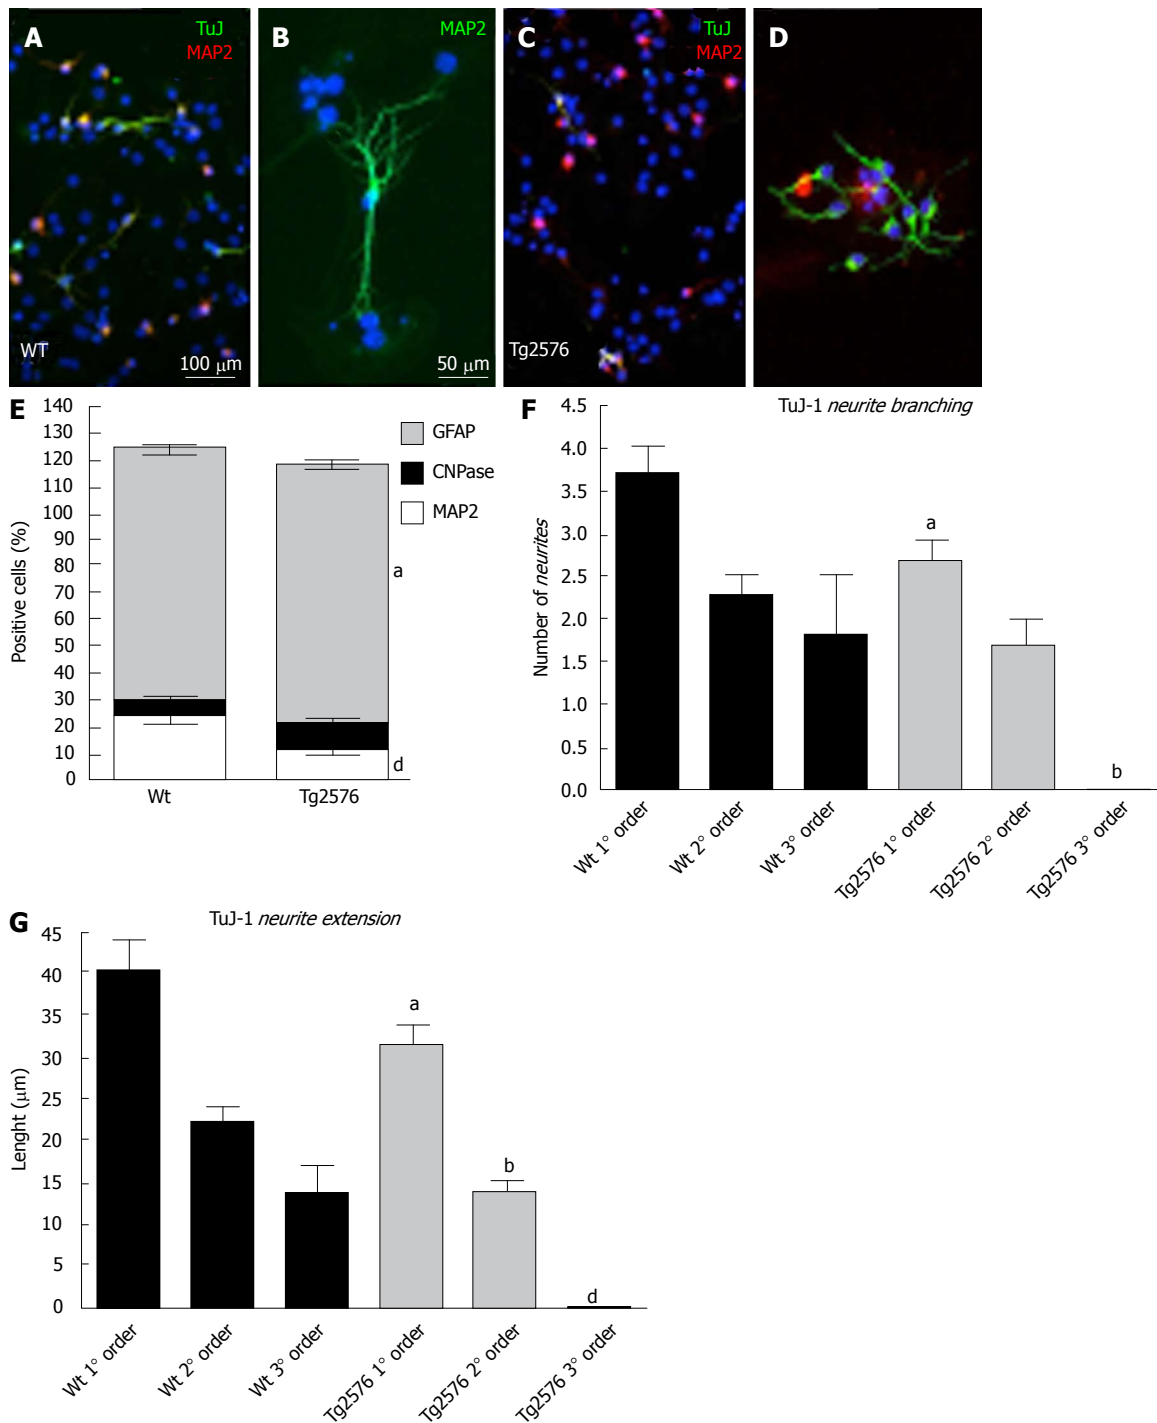 A
TuJ
MAP2
WT
100 μm
B
MAP2
50 μm
C
TuJ
MAP2
Tg2576
D
E
140
130
120
110
100
90
80
70
60
50
40
30
20
10
0
Positive cells (%)
GFAP
CNPase
MAP2
a
d
Wt
Tg2576
F
TuJ-1 neurite branching
4.5
4.0
3.5
3.0
2.5
2.0
1.5
1.0
0.5
0.0
Number of neurites
a
b
Wt 1° order
Wt 2° order
Wt 3° order
Tg2576 1° order
Tg2576 2° order
Tg2576 3° order
G
TuJ-1 neurite extension
45
40
35
30
25
20
15
10
5
0
Lenght (μm)
a
b
d
Wt 1° order
Wt 2° order
Wt 3° order
Tg2576 1° order
Tg2576 2° order
Tg2576 3° order